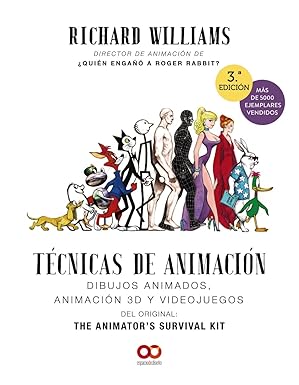 RICHARD WILLIAMS
DIRECTOR DE ANIMACIÓN DE
¿QUIÉN ENGAÑÓ A ROGER RABBIT?
3.ª
EDICIÓN
MÁS
DE 5000
EJEMPLARES
VENDIDOS
TÉCNICAS DE ANIMACIÓN
DIBUJOS ANIMADOS,
ANIMACIÓN 3D Y VIDEOJUEGOS
DEL ORIGINAL:
THE ANIMATOR'S SURVIVAL KIT
espaciodiseño